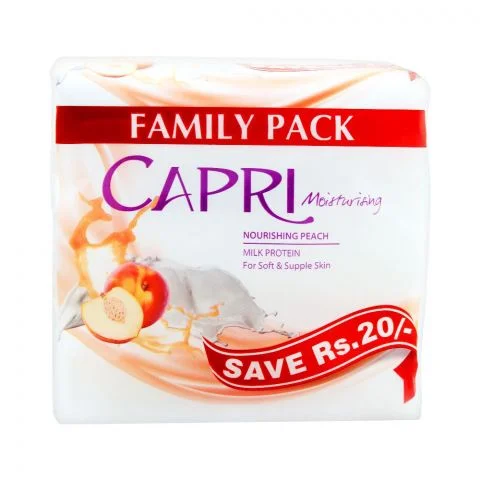 FAMILY PACK
CAPRI Moisturising
NOURISHING PEACH
MILK PROTEIN
For Soft & Supple Skin
SAVE Rs.20/-